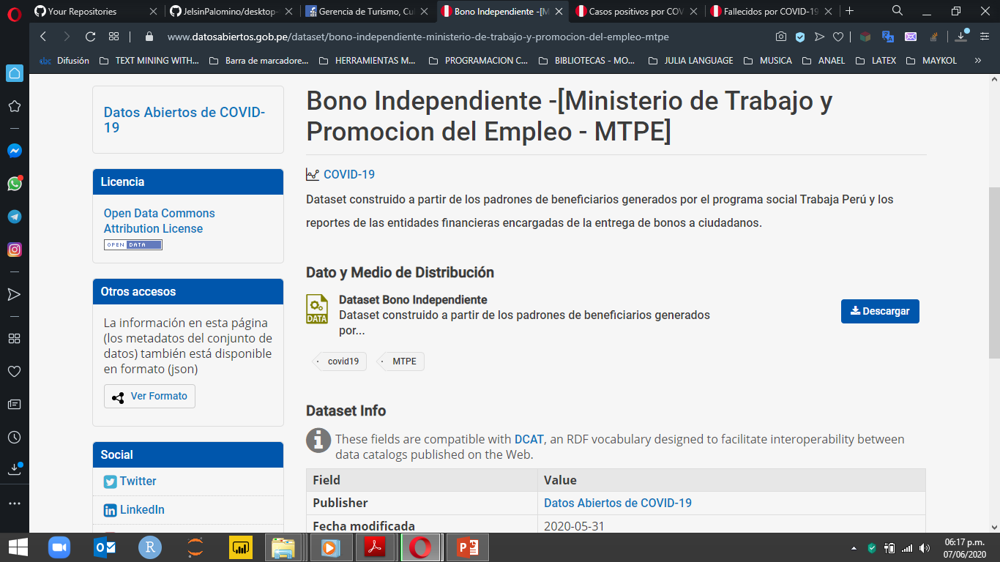 Your Repositories
JelsinPalomino/desktop-
Gerencia de Turismo, Cul
Bono Independiente -[M
Casos positivos por COV
Fallecidos por COVID-19
www.datosabiertos.gob.pe/dataset/bono-independiente-ministerio-de-trabajo-y-promocion-del-empleo-mtpe
abc Difusión
TEXT MINING WITH...
Barra de marcadore...
HERRAMIENTAS M...
PROGRAMACION C...
BIBLIOTECAS - MO...
JULIA LANGUAGE
MUSICA
ANAEL
LATEX
MAYKOL
»
Datos Abiertos de COVID-
19
Licencia
Open Data Commons
Attribution License
OPEN DATA
Otros accesos
La información en esta página
(los metadatos del conjunto de
datos) también está disponible
en formato (json)
Ver Formato
Social
Twitter
LinkedIn
Bono Independiente -[Ministerio de Trabajo y
Promocion del Empleo - MTPE]
COVID-19
Dataset construido a partir de los padrones de beneficiarios generados por el programa social Trabaja Perú y los
reportes de las entidades financieras encargadas de la entrega de bonos a ciudadanos.
Dato y Medio de Distribución
DATA
Dataset Bono Independiente
Dataset construido a partir de los padrones de beneficiarios generados
por...
Descargar
covid19
MTPE
Dataset Info
These fields are compatible with DCAT, an RDF vocabulary designed to facilitate interoperability between
data catalogs published on the Web.
Field Value
Publisher Datos Abiertos de COVID-19
Fecha modificada 2020-05-31
06:17 p.m.
07/06/2020